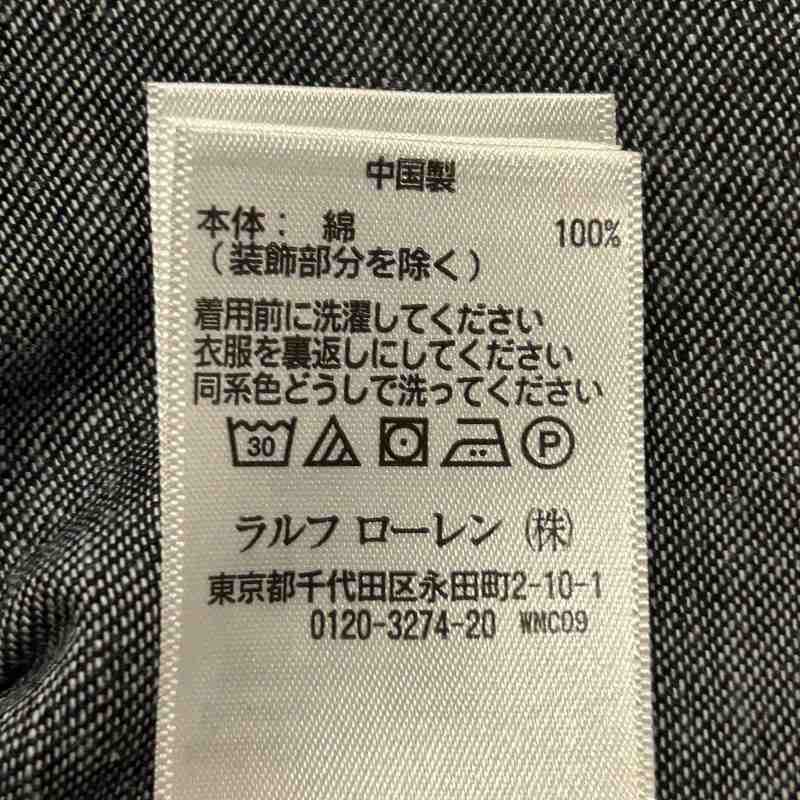 中国製
本体： 綿 100%
（装飾部分を除く）
着用前に洗濯してください
衣服を裏返しにしてください
同系色どうしで洗ってください
30 P
ラルフ ローレン （株）
東京都千代田区永田町2-10-1
0120-3274-20 WMC09